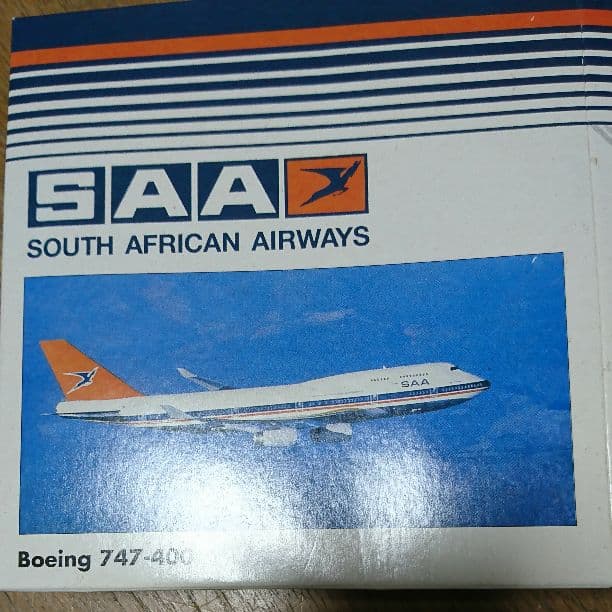 SAA
SOUTH AFRICAN AIRWAYS
SAA
Boeing 747-400